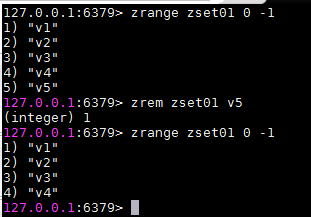 127.0.0.1:6379> zrange zset01 0 -1
1) "v1"
2) "v2"
3) "v3"
4) "v4"
5) "v5"
127.0.0.1:6379> zrem zset01 v5
(integer) 1
127.0.0.1:6379> zrange zset01 0 -1
1) "v1"
2) "v2"
3) "v3"
4) "v4"
127.0.0.1:6379>